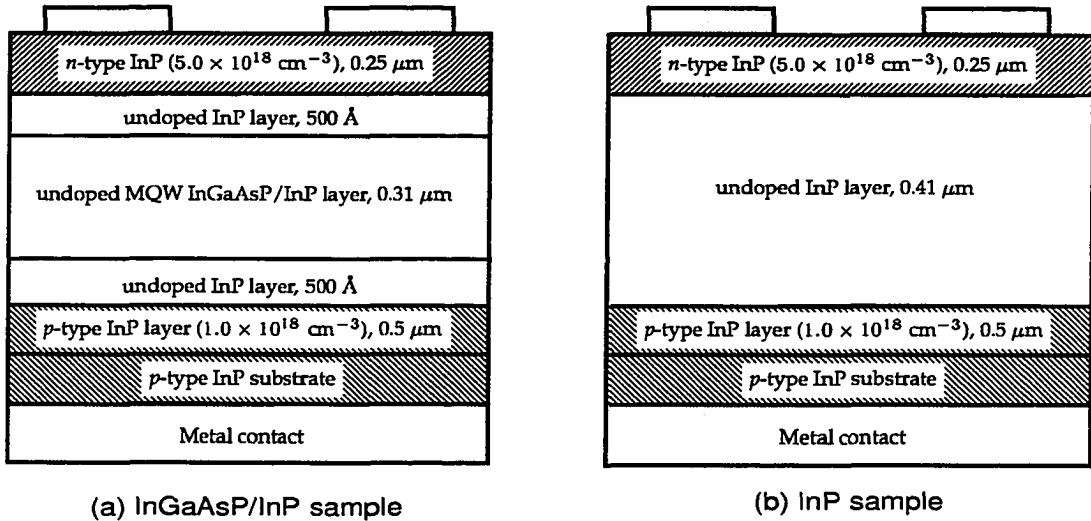 n-type InP (5.0 × 10¹⁸ cm⁻³), 0.25 μm
undoped InP layer, 500 Å
undoped MQW InGaAsP/InP layer, 0.31 μm
undoped InP layer, 500 Å
p-type InP layer (1.0 × 10¹⁸ cm⁻³), 0.5 μm
p-type InP substrate
Metal contact
(a) InGaAsP/InP sample
n-type InP (5.0 × 10¹⁸ cm⁻³), 0.25 μm
undoped InP layer, 0.41 μm
p-type InP layer (1.0 × 10¹⁸ cm⁻³), 0.5 μm
p-type InP substrate
Metal contact
(b) InP sample